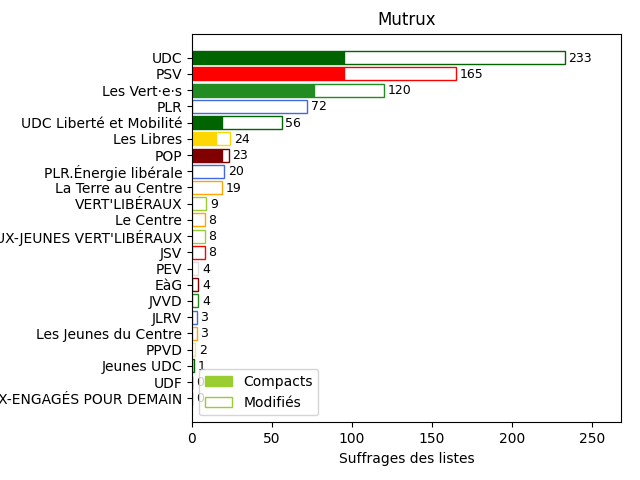 Mutrux
UDC 233
PSV 165
Les Vert·e·s 120
PLR 72
UDC Liberté et Mobilité 56
Les Libres 24
POP 23
PLR.Énergie libérale 20
La Terre au Centre 19
VERT'LIBÉRAUX 9
Le Centre 8
UX-JEUNES VERT'LIBÉRAUX 8
JSV 8
PEV 4
EàG 4
JVVD 4
JLRV 3
Les Jeunes du Centre 3
PPVD 2
Jeunes UDC 1
UDF 0
X-ENGAGÉS POUR DEMAIN 0
Compacts
Modifiés
0 50 100 150 200 250
Suffrages des listes